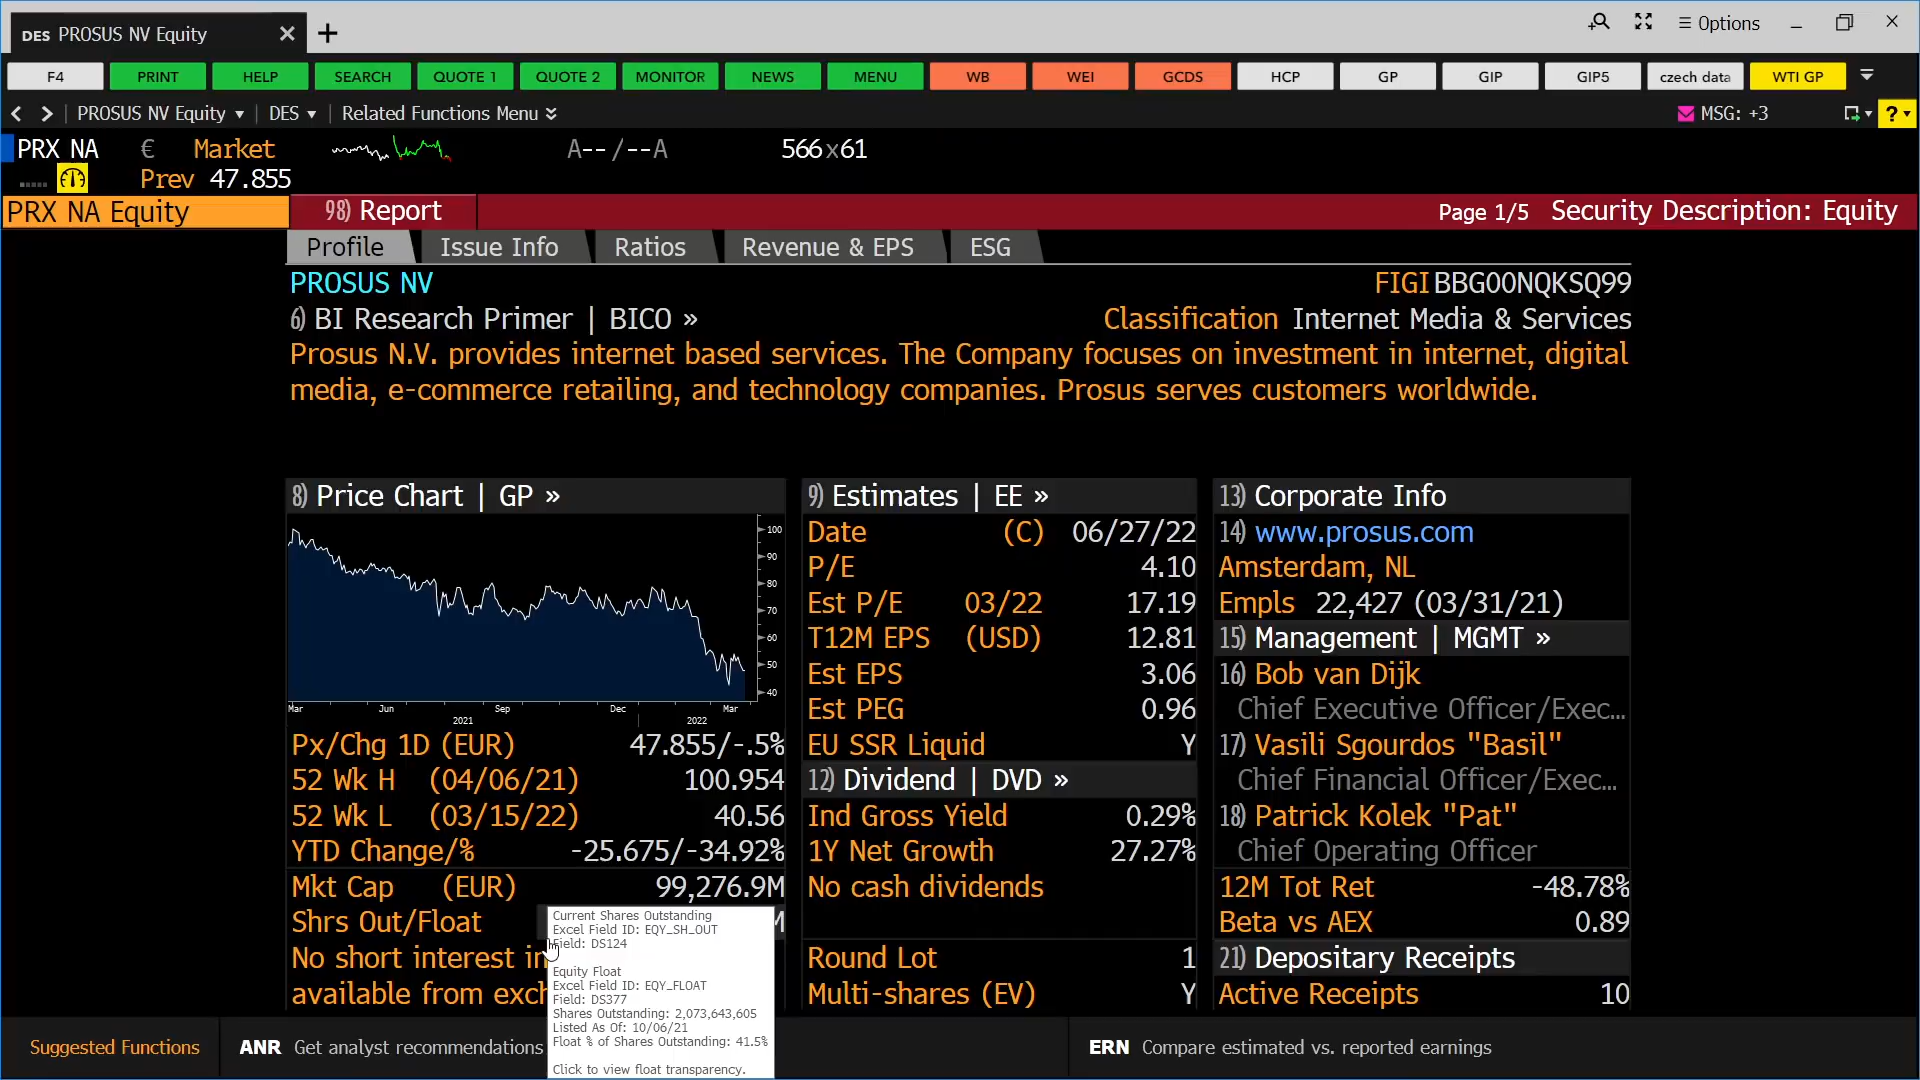 DES PROSUS NV Equity
Options
F4 PRINT HELP SEARCH QUOTE 1 QUOTE 2 MONITOR NEWS MENU WB WEI GCDS HCP GP GIP GIP5 czech data WTI GP
PROSUS NV Equity DES Related Functions Menu MSG: +3 ?
PRX NA € Market A-- /--A 566x61
Prev 47.855
PRX NA Equity 98) Report Page 1/5 Security Description: Equity
Profile Issue Info Ratios Revenue & EPS ESG
PROSUS NV FIGI BBG00NQKSQ99
6) BI Research Primer | BICO » Classification Internet Media & Services
Prosus N.V. provides internet based services. The Company focuses on investment in internet, digital
media, e-commerce retailing, and technology companies. Prosus serves customers worldwide.
8) Price Chart | GP »
100
90
80
70
60
50
40
Mar Jun Sep Dec Mar
2021 2022
Px/Chg 1D (EUR) 47.855/-.5%
52 Wk H (04/06/21) 100.954
52 Wk L (03/15/22) 40.56
YTD Change/% -25.675/-34.92%
Mkt Cap (EUR) 99,276.9M
Shrs Out/Float M
No short interest in
available from exch
Current Shares Outstanding
Excel Field ID: EQY_SH_OUT
Field: DS124
Equity Float
Excel Field ID: EQY_FLOAT
Field: DS377
Shares Outstanding: 2,073,643,605
Listed As Of: 10/06/21
Float % of Shares Outstanding: 41.5%
Click to view float transparency.
9) Estimates | EE »
Date (C) 06/27/22
P/E 4.10
Est P/E 03/22 17.19
T12M EPS (USD) 12.81
Est EPS 3.06
Est PEG 0.96
EU SSR Liquid Y
12) Dividend | DVD »
Ind Gross Yield 0.29%
1Y Net Growth 27.27%
No cash dividends
Round Lot 1
Multi-shares (EV) Y
13) Corporate Info
14) www.prosus.com
Amsterdam, NL
Empls 22,427 (03/31/21)
15) Management | MGMT »
16) Bob van Dijk
Chief Executive Officer/Exec...
17) Vasili Sgourdos "Basil"
Chief Financial Officer/Exec...
18) Patrick Kolek "Pat"
Chief Operating Officer
12M Tot Ret -48.78%
Beta vs AEX 0.89
21) Depositary Receipts
Active Receipts 10
Suggested Functions ANR Get analyst recommendations ERN Compare estimated vs. reported earnings